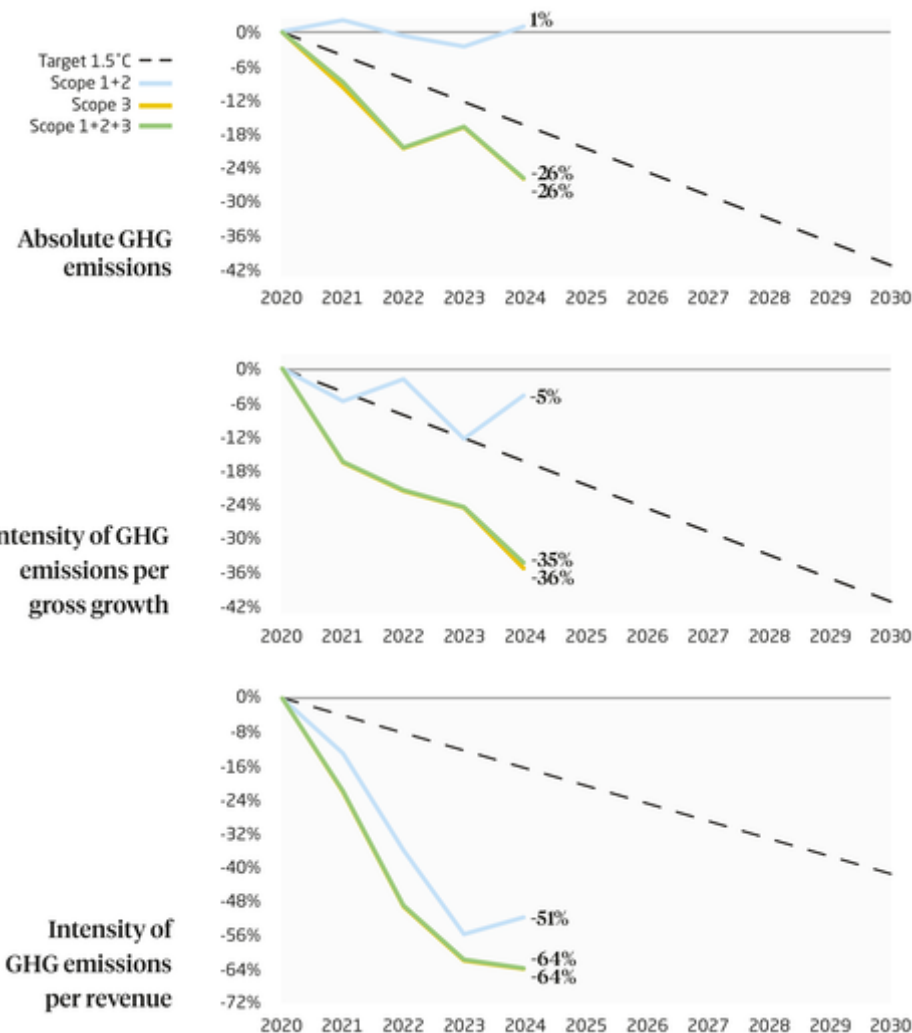 Target 1.5°C
Scope 1+2
Scope 3
Scope 1+2+3
Absolute GHG
emissions
0%
-6%
-12%
-18%
-24%
-30%
-36%
-42%
1%
-26%
-26%
2020 2021 2022 2023 2024 2025 2026 2027 2028 2029 2030
ntensity of GHG
emissions per
gross growth
0%
-6%
-12%
-18%
-24%
-30%
-36%
-42%
-5%
-35%
-36%
2020 2021 2022 2023 2024 2025 2026 2027 2028 2029 2030
Intensity of
GHG emissions
per revenue
0%
-8%
-16%
-24%
-32%
-40%
-48%
-56%
-64%
-72%
-51%
-64%
-64%
2020 2021 2022 2023 2024 2025 2026 2027 2028 2029 2030